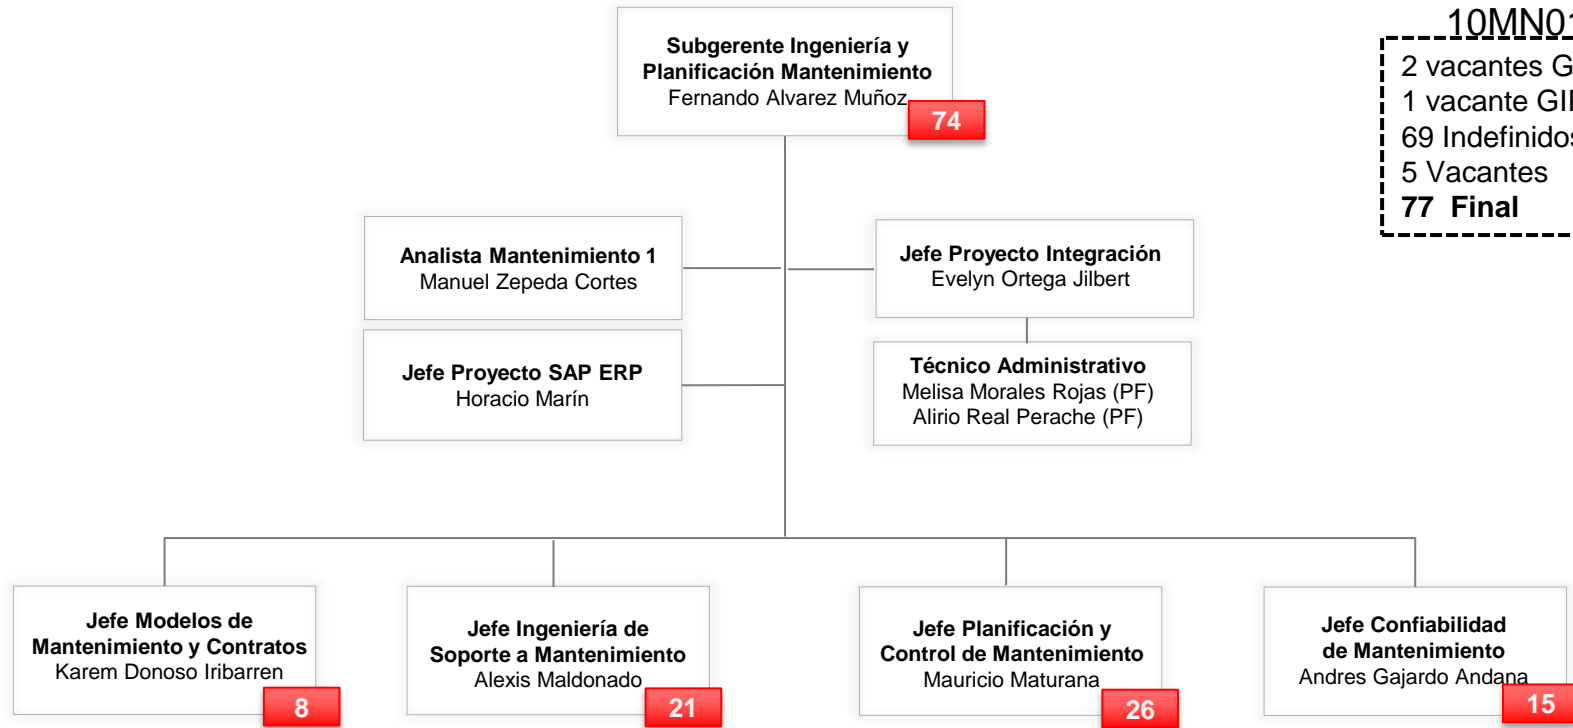 10MN01
Subgerente Ingeniería y
Planificación Mantenimiento
Fernando Alvarez Muñoz
74
2 vacantes G
1 vacante
69 Indefinidos
5 Vacantes
77 Final
Analista Mantenimiento 1
Manuel Zepeda Cortes
Jefe Proyecto Integración
Evelyn Ortega Jilbert
Jefe Proyecto SAP ERP
Horacio Marín
Técnico Administrativo
Melisa Morales Rojas (PF)
Alirio Real Perache (PF)
Jefe Modelos de
Mantenimiento y Contratos
Karem Donoso Iribarren
8
Jefe Ingeniería de
Soporte a Mantenimiento
Alexis Maldonado
21
Jefe Planificación y
Control de Mantenimiento
Mauricio Maturana
26
Jefe Confiabilidad
de Mantenimiento
Andres Gajardo Andana
15